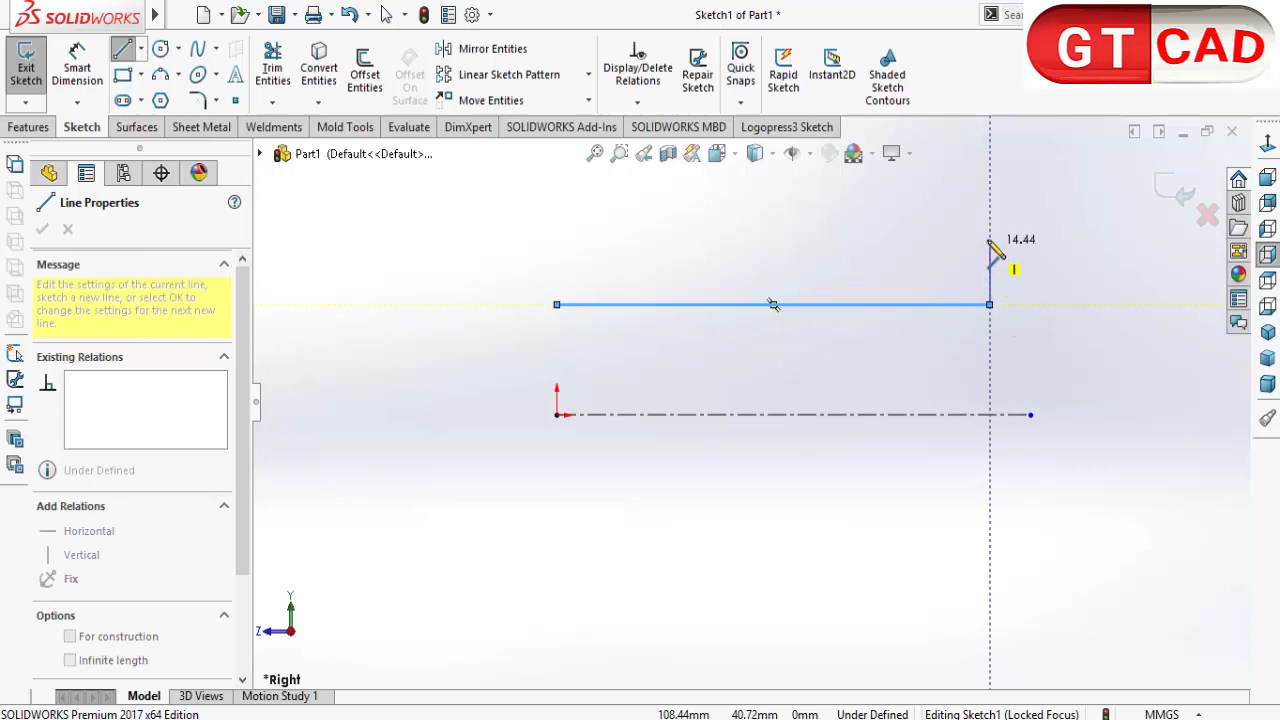 SOLIDWORKS
Sketch1 of Part1 *
Sea
GT CAD
Exit Sketch
Smart Dimension
Trim Entities
Convert Entities
Offset Entities
Offset On Surface
Mirror Entities
Linear Sketch Pattern
Move Entities
Display/Delete Relations
Repair Sketch
Quick Snaps
Rapid Sketch
Instant2D
Shaded Sketch Contours
Features
Sketch
Surfaces
Sheet Metal
Weldments
Mold Tools
Evaluate
DimXpert
SOLIDWORKS Add-Ins
SOLIDWORKS MBD
Logopress3 Sketch
Part1 (Default<<Default>...
Line Properties
Message
Edit the settings of the current line,
sketch a new line, or select OK to
change the settings for the next new
line.
Existing Relations
Under Defined
Add Relations
Horizontal
Vertical
Fix
Options
For construction
Infinite length
14.44
Y
Z
*Right
Model
3D Views
Motion Study 1
SOLIDWORKS Premium 2017 x64 Edition
108.44mm
40.72mm
0mm
Under Defined
Editing Sketch1 (Locked Focus)
MMGS